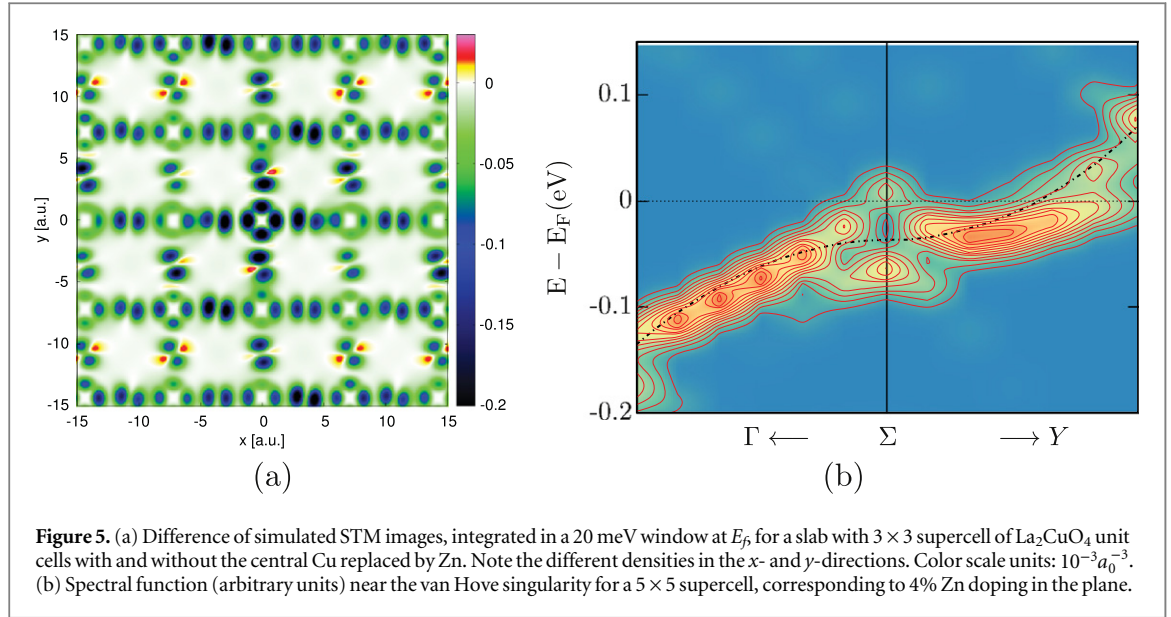 15
10
5
0
-5
-10
-15
y [a.u.]
-15
-10
-5
0
5
10
15
x [a.u.]
0
-0.05
-0.1
-0.15
-0.2
(a)
E − E_F(eV)
0.1
0
-0.1
-0.2
Γ ⟵
Σ
⟶ Y
(b)
Figure 5. (a) Difference of simulated STM images, integrated in a 20 meV window at E_f, for a slab with 3 × 3 supercell of La₂CuO₄ unit
cells with and without the central Cu replaced by Zn. Note the different densities in the x- and y-directions. Color scale units: 10⁻³a₀⁻³.
(b) Spectral function (arbitrary units) near the van Hove singularity for a 5 × 5 supercell, corresponding to 4% Zn doping in the plane.